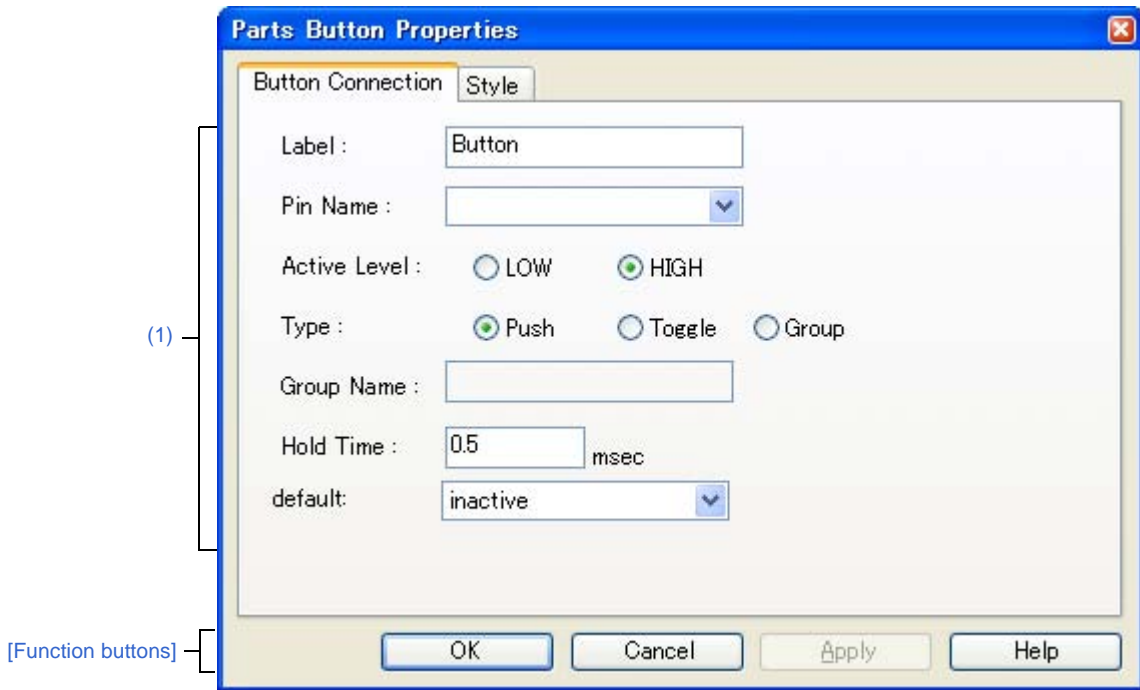 Parts Button Properties
Button Connection Style
Label : Button
Pin Name :
Active Level : LOW HIGH
(1)
Type : Push Toggle Group
Group Name :
Hold Time : 0.5 msec
default: inactive
[Function buttons]
OK Cancel Apply Help